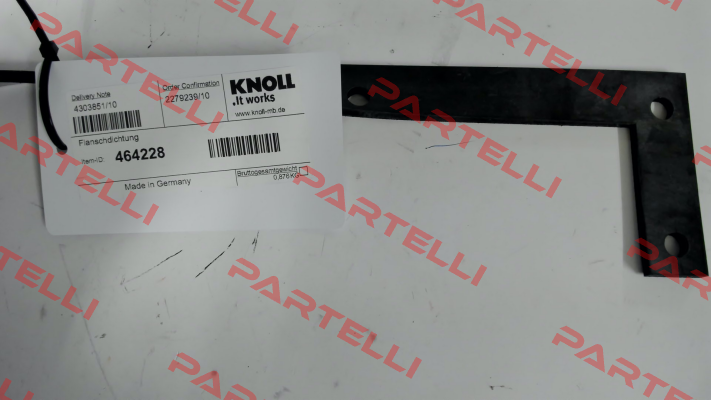 Delivery Note
4303851/10
Order Confirmation
2279239/10
KNOLL
.It works
www.knoll-mb.de
Flanschdichtung
Item-ID 464228
Made in Germany
Bruttogesamtgewicht
0,876 KG
PARTELLI
PARTELLI
PARTELLI
PARTELLI
PARTELLI
PARTELLI
PARTELLI
PARTELLI